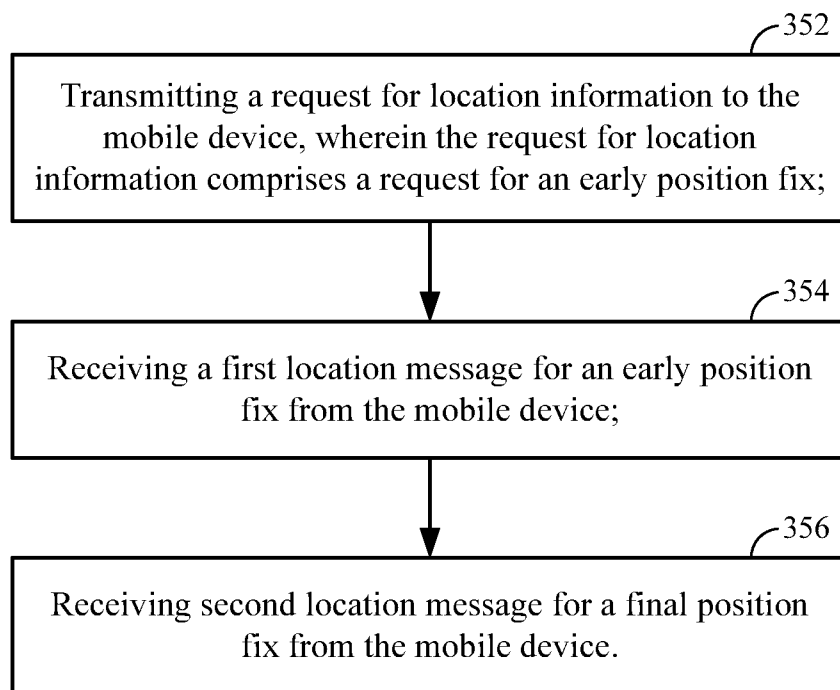 352
Transmitting a request for location information to the
mobile device, wherein the request for location
information comprises a request for an early position fix;
354
Receiving a first location message for an early position
fix from the mobile device;
356
Receiving second location message for a final position
fix from the mobile device.